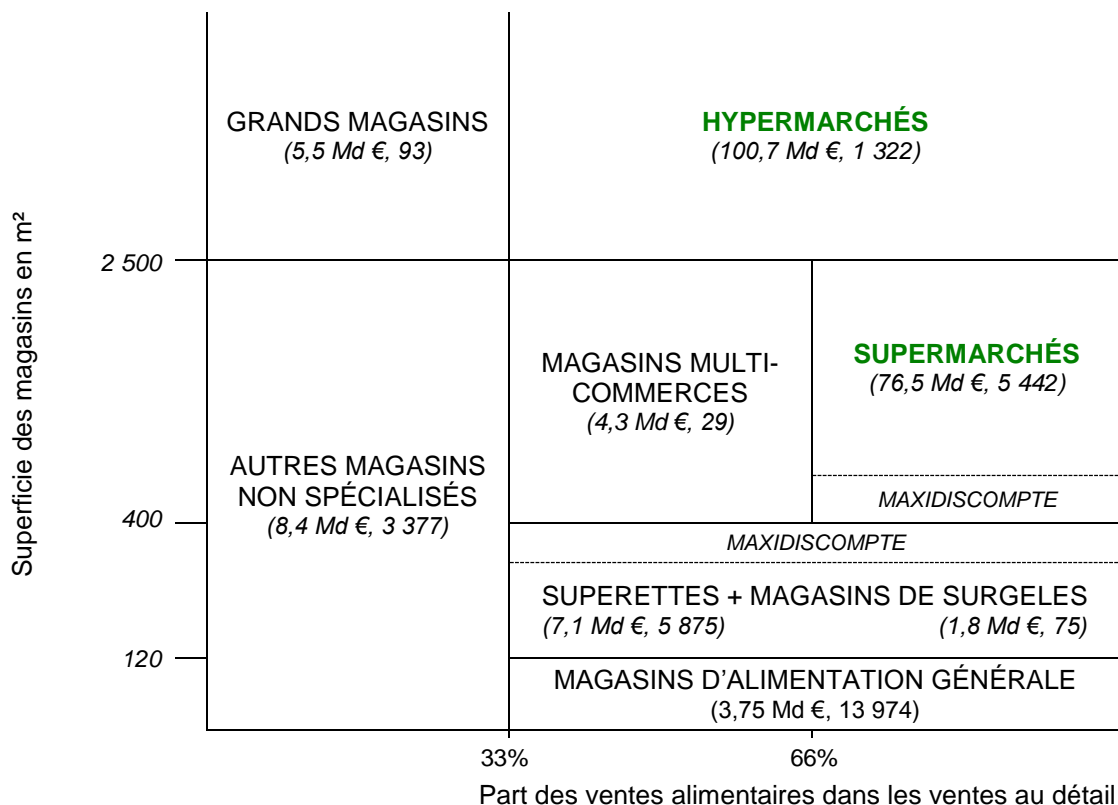 GRANDS MAGASINS
(5,5 Md €, 93)
HYPERMARCHÉS
(100,7 Md €, 1 322)
Superficie des magasins en m²
2 500
MAGASINS MULTI-
COMMERCES
(4,3 Md €, 29)
SUPERMARCHÉS
(76,5 Md €, 5 442)
AUTRES MAGASINS
NON SPÉCIALISÉS
(8,4 Md €, 3 377)
MAXIDISCOMPTE
400
MAXIDISCOMPTE
SUPERETTES + MAGASINS DE SURGELES
(7,1 Md €, 5 875) (1,8 Md €, 75)
120
MAGASINS D'ALIMENTATION GÉNÉRALE
(3,75 Md €, 13 974)
33% 66%
Part des ventes alimentaires dans les ventes au détail